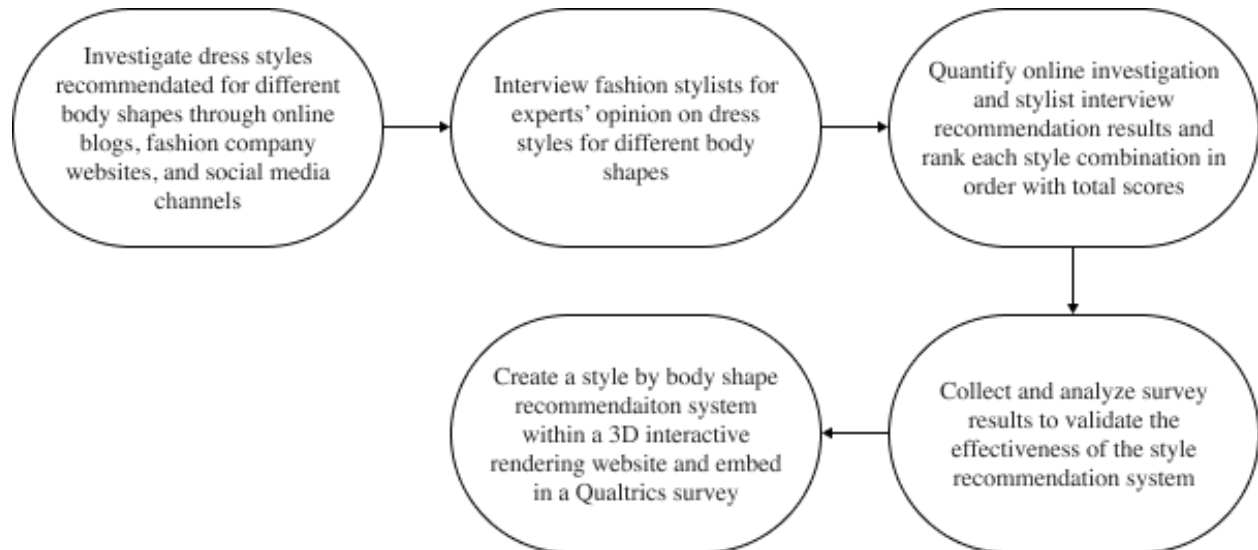 Investigate dress styles
recommendated for different
body shapes through online
blogs, fashion company
websites, and social media
channels
Interview fashion stylists for
experts’ opinion on dress
styles for different body
shapes
Quantify online investigation
and stylist interview
recommendation results and
rank each style combination in
order with total scores
Collect and analyze survey
results to validate the
effectiveness of the style
recommendation system
Create a style by body shape
recommendaiton system
within a 3D interactive
rendering website and embed
in a Qualtrics survey